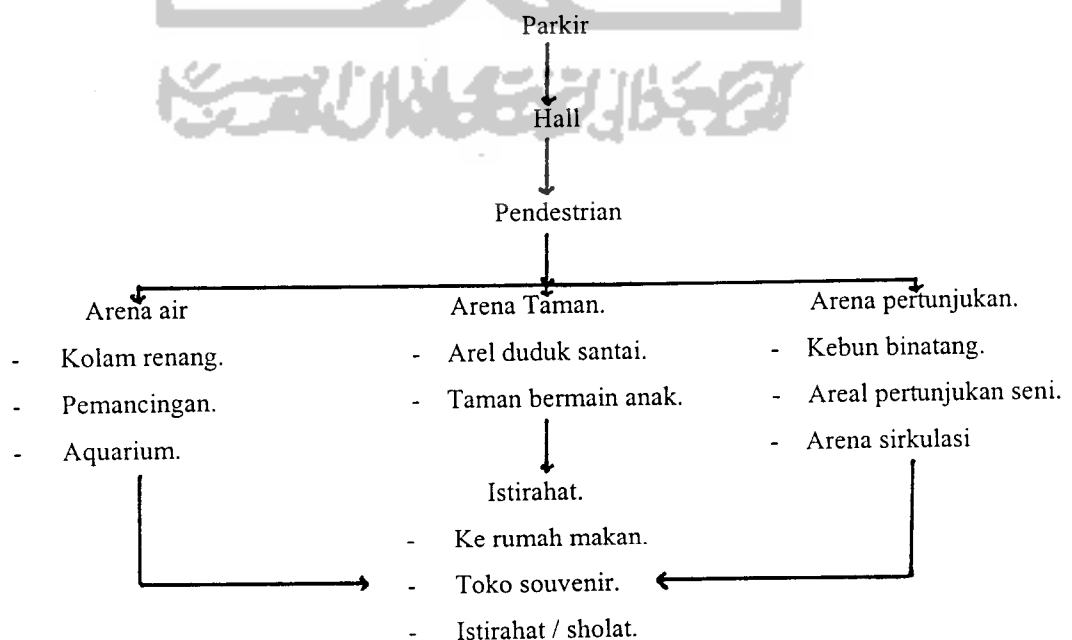 Parkir
Hall
Pendestrian
Arena air
- Kolam renang.
- Pemancingan.
- Aquarium.
Arena Taman.
- Arel duduk santai.
- Taman bermain anak.
Arena pertunjukan.
- Kebun binatang.
- Areal pertunjukan seni.
- Arena sirkulasi
Istirahat.
- Ke rumah makan.
- Toko souvenir.
- Istirahat / sholat.